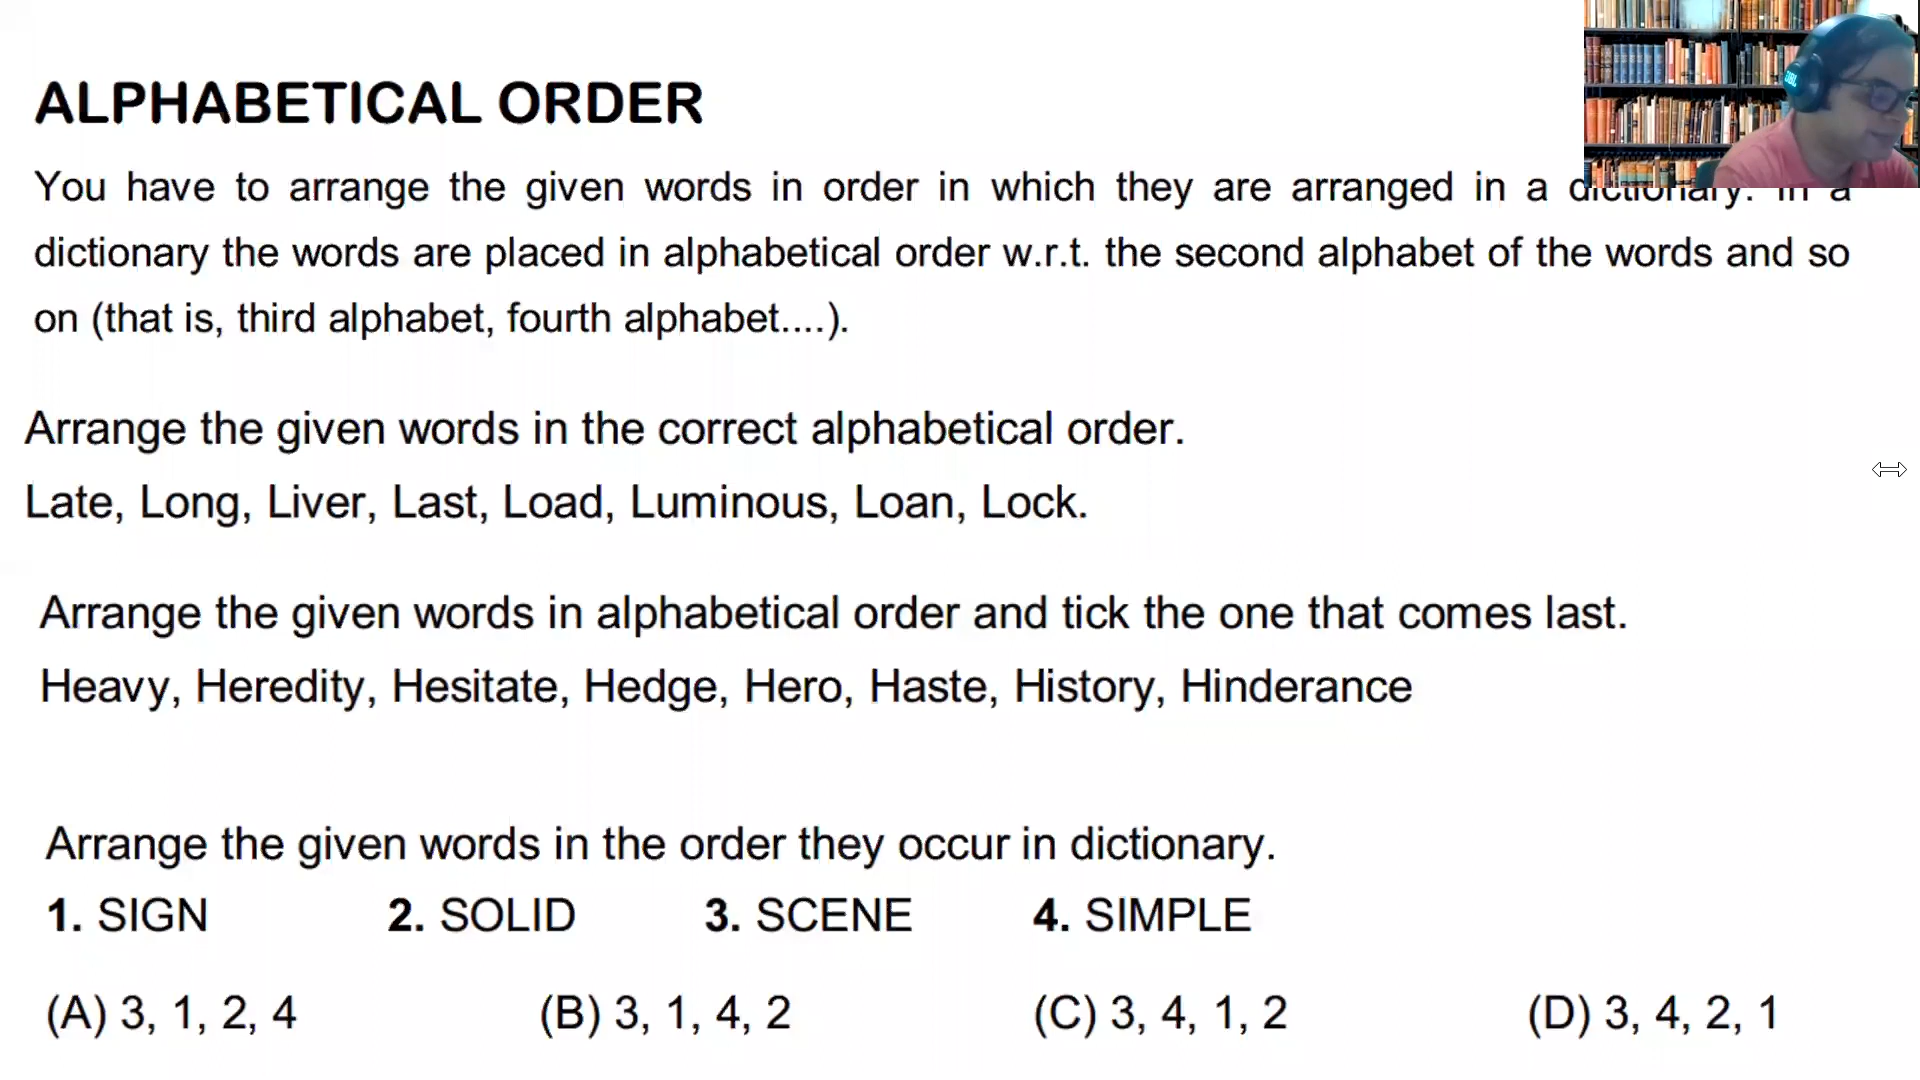 ALPHABETICAL ORDER
You have to arrange the given words in order in which they are arranged in a dictionary. In a
dictionary the words are placed in alphabetical order w.r.t. the second alphabet of the words and so
on (that is, third alphabet, fourth alphabet....).
Arrange the given words in the correct alphabetical order.
Late, Long, Liver, Last, Load, Luminous, Loan, Lock.
Arrange the given words in alphabetical order and tick the one that comes last.
Heavy, Heredity, Hesitate, Hedge, Hero, Haste, History, Hinderance
Arrange the given words in the order they occur in dictionary.
1. SIGN 2. SOLID 3. SCENE 4. SIMPLE
(A) 3, 1, 2, 4 (B) 3, 1, 4, 2 (C) 3, 4, 1, 2 (D) 3, 4, 2, 1